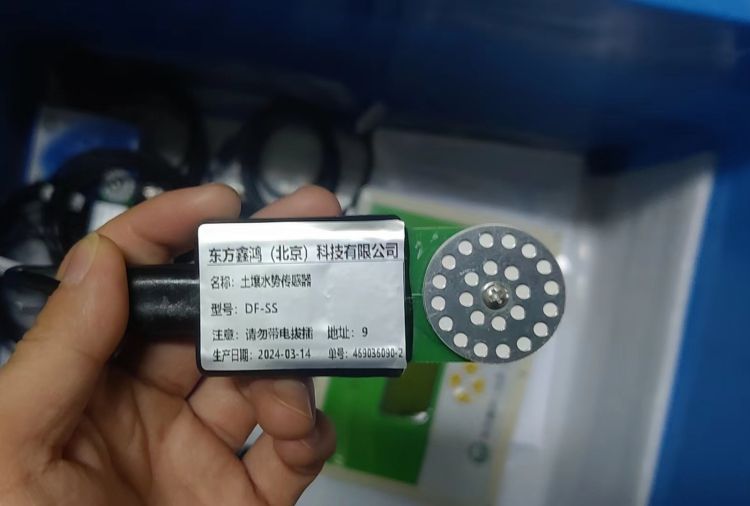 东方鑫鸿（北京）科技有限公司
名称：土壤水势传感器
型号：DF-SS
注意：请勿带电拔插 地址：9
生产日期：2024-03-14 单号：469036090-2